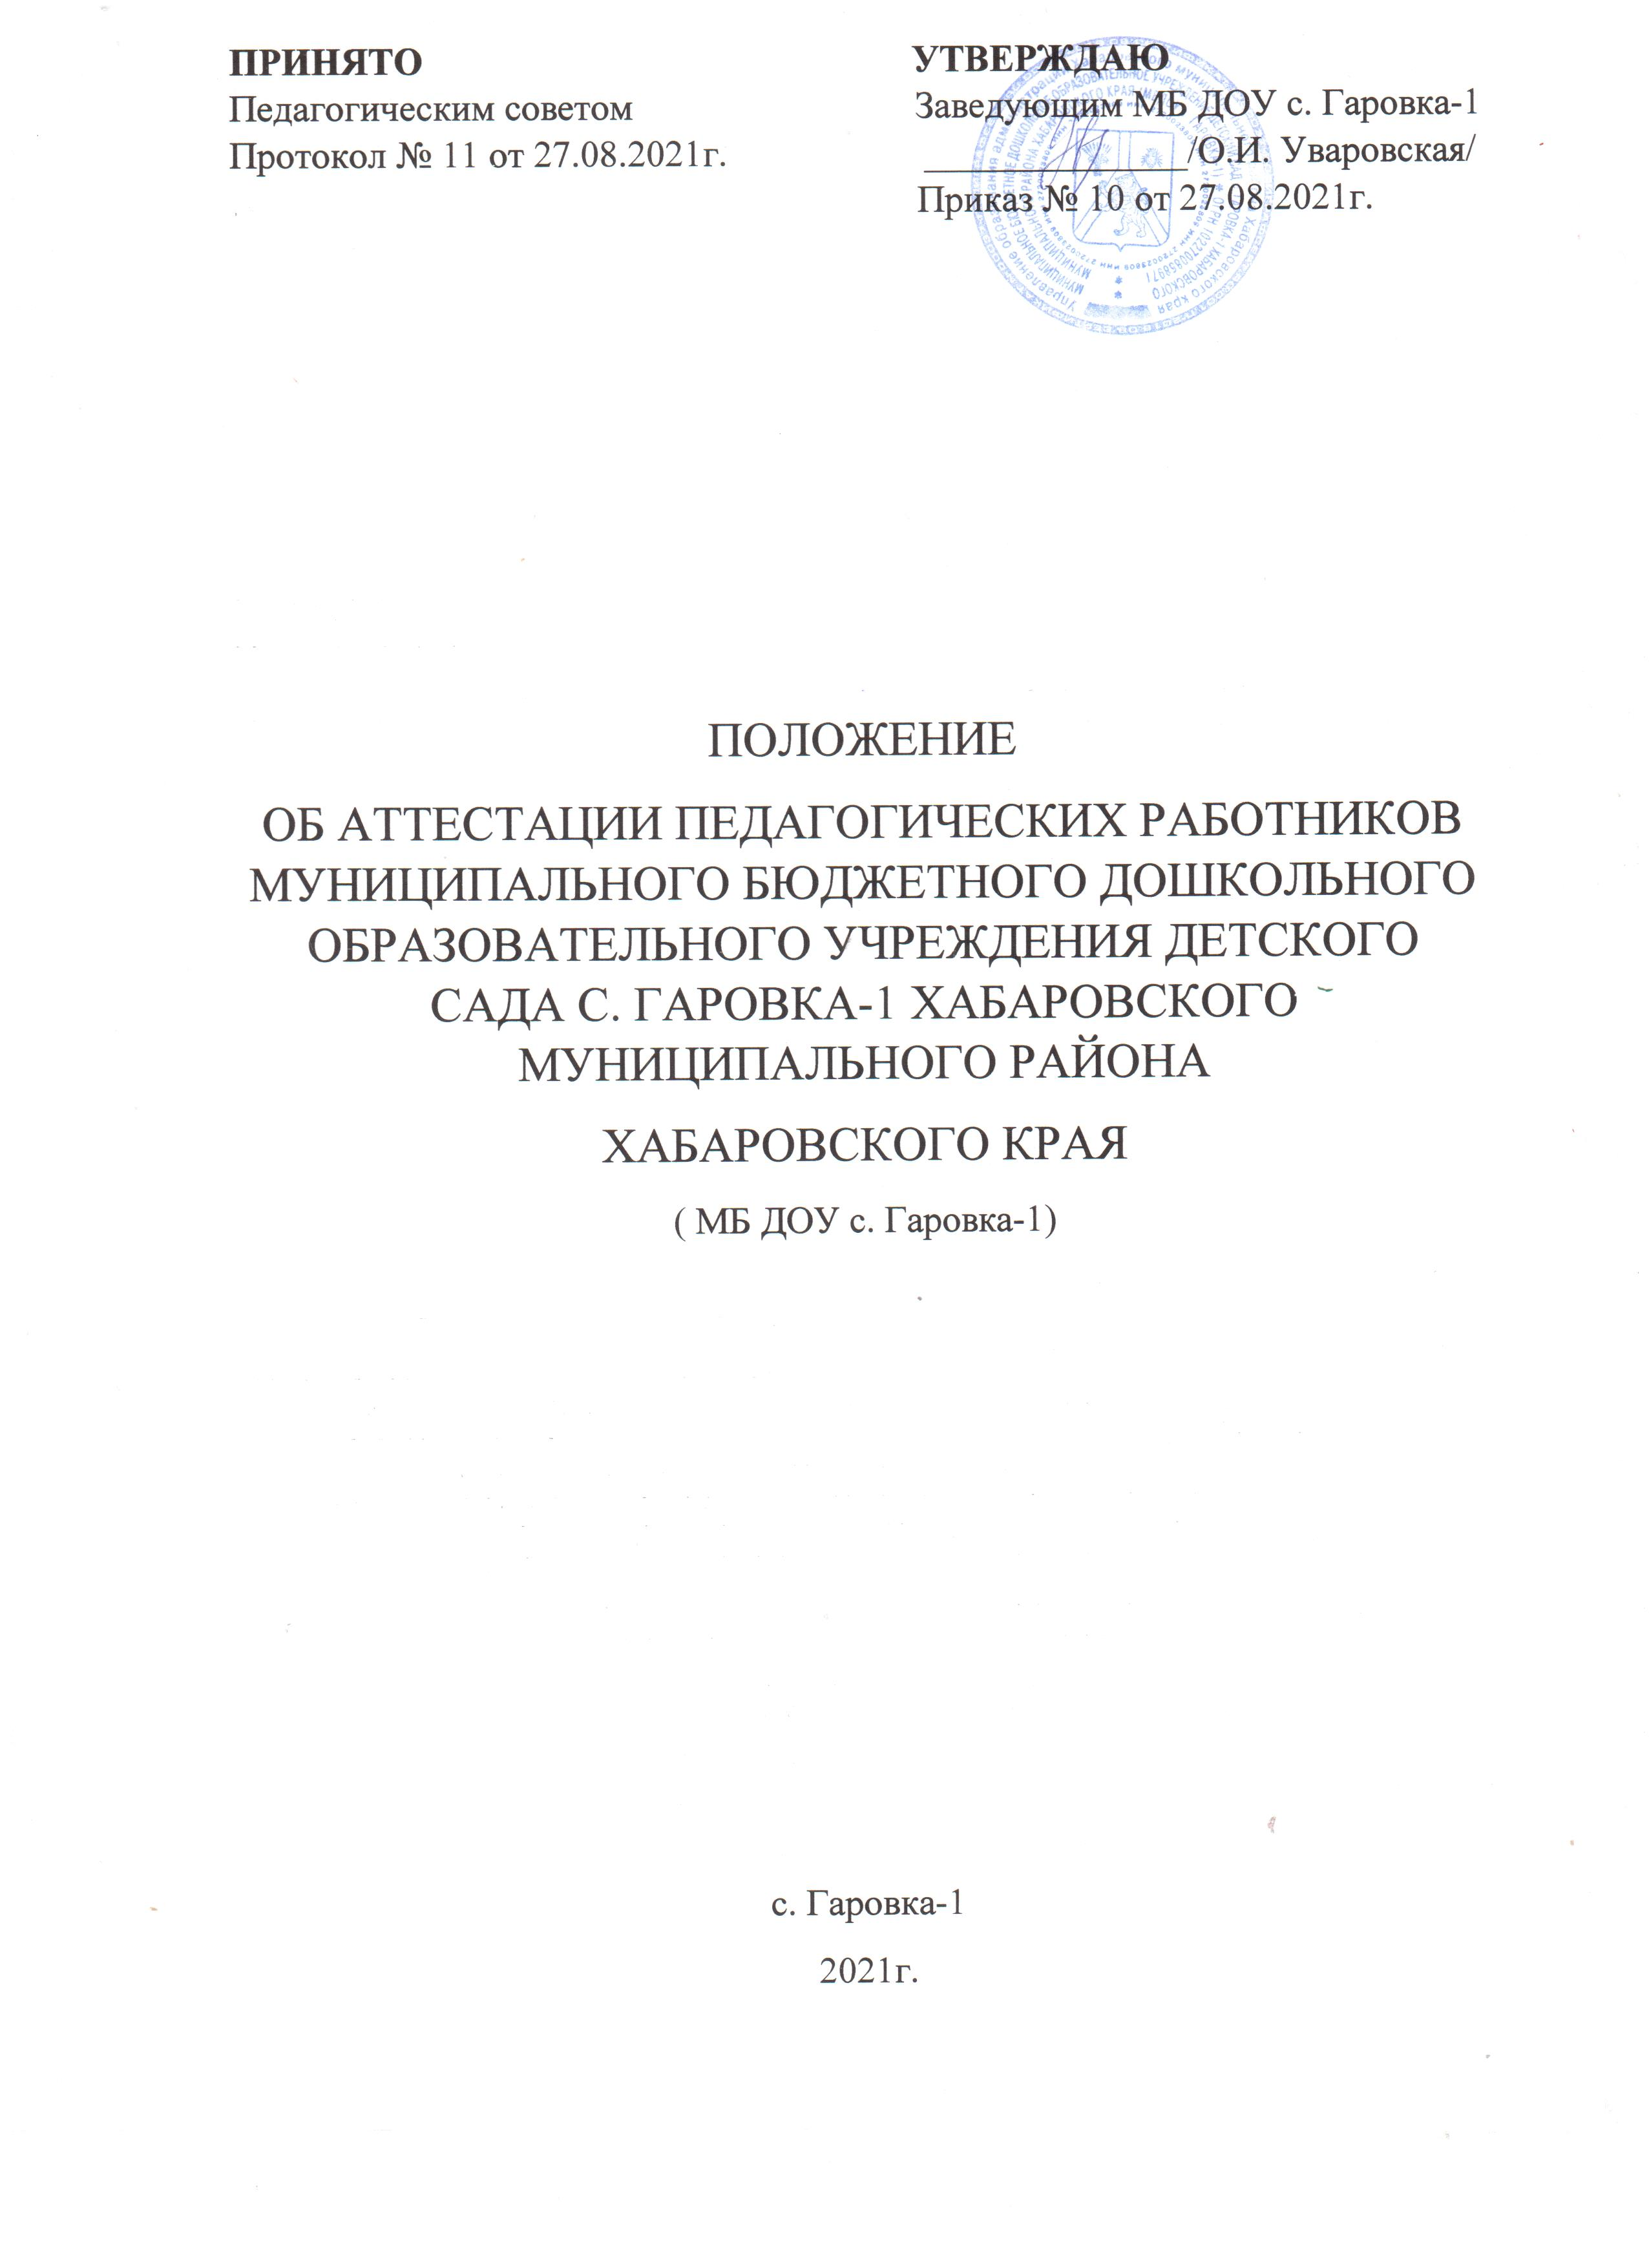 ПРИНЯТО
Педагогическим советом
Протокол № 11 от 27.08.2021г.
УТВЕРЖДАЮ
Заведующим МБ ДОУ с. Гаровка-1
/О.И. Уваровская/
Приказ № 10 от 27.08.2021г.
ПОЛОЖЕНИЕ
ОБ АТТЕСТАЦИИ ПЕДАГОГИЧЕСКИХ РАБОТНИКОВ
МУНИЦИПАЛЬНОГО БЮДЖЕТНОГО ДОШКОЛЬНОГО
ОБРАЗОВАТЕЛЬНОГО УЧРЕЖДЕНИЯ ДЕТСКОГО
САДА С. ГАРОВКА-1 ХАБАРОВСКОГО
МУНИЦИПАЛЬНОГО РАЙОНА
ХАБАРОВСКОГО КРАЯ
( МБ ДОУ с. Гаровка-1)
с. Гаровка-1
2021г.